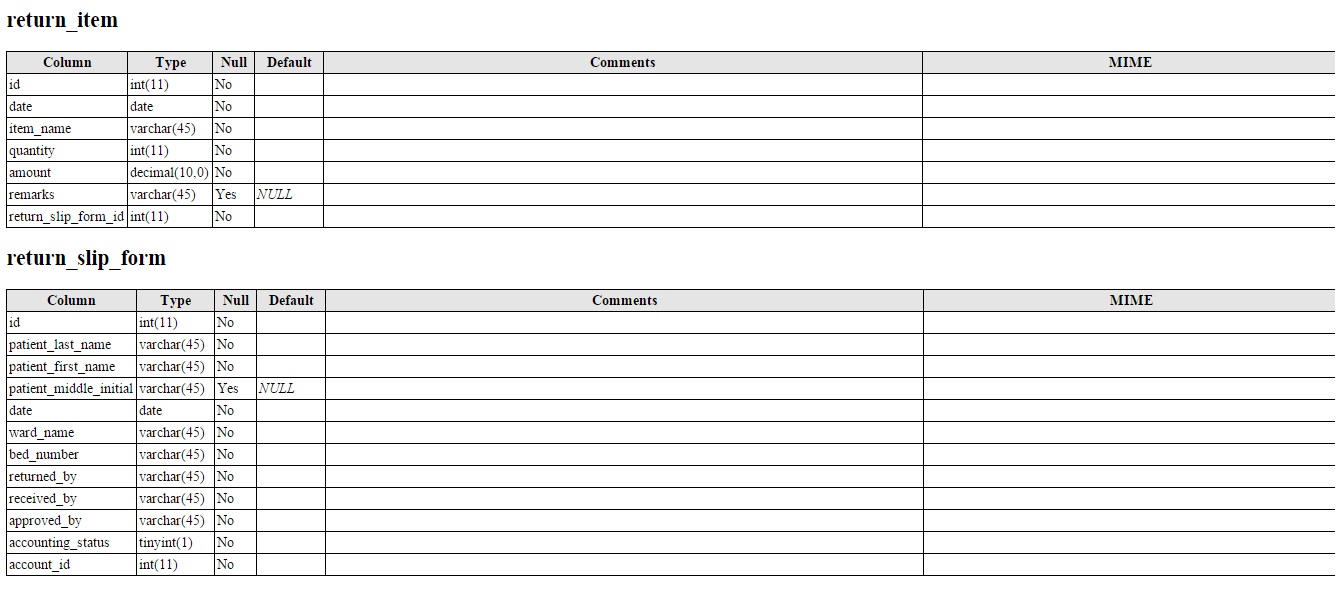 return_item
Column Type Null Default Comments MIME
id int(11) No
date date No
item_name varchar(45) No
quantity int(11) No
amount decimal(10,0) No
remarks varchar(45) Yes NULL
return_slip_form_id int(11) No
return_slip_form
Column Type Null Default Comments MIME
id int(11) No
patient_last_name varchar(45) No
patient_first_name varchar(45) No
patient_middle_initial varchar(45) Yes NULL
date date No
ward_name varchar(45) No
bed_number varchar(45) No
returned_by varchar(45) No
received_by varchar(45) No
approved_by varchar(45) No
accounting_status tinyint(1) No
account_id int(11) No